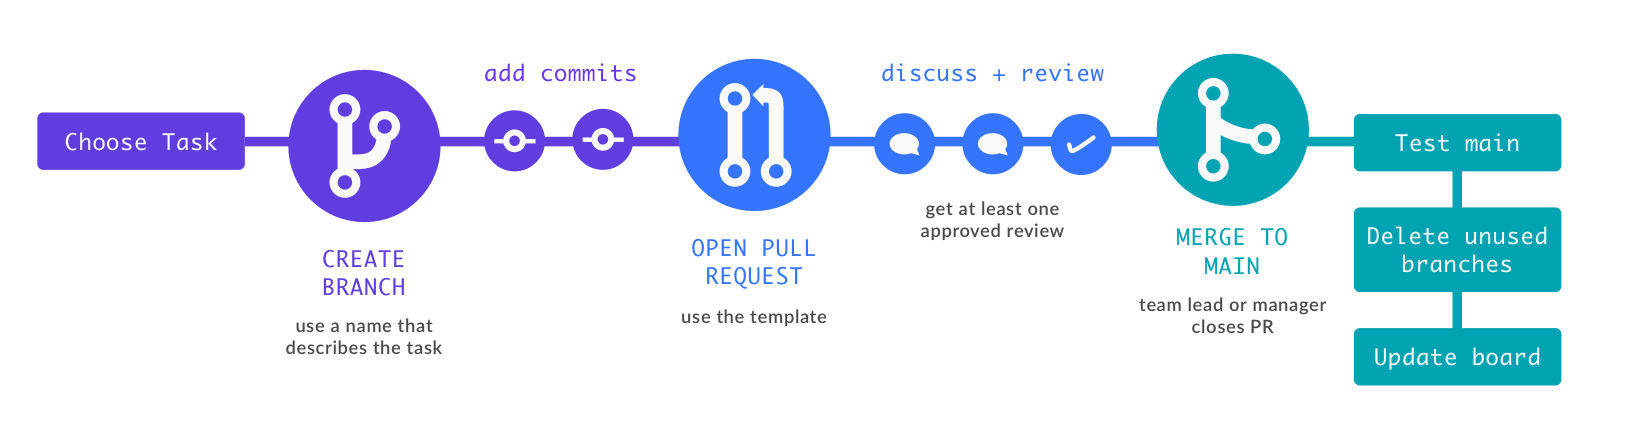 Choose Task
CREATE
BRANCH
use a name that
describes the task
add commits
OPEN PULL
REQUEST
use the template
discuss + review
get at least one
approved review
MERGE TO
MAIN
team lead or manager
closes PR
Test main
Delete unused
branches
Update board